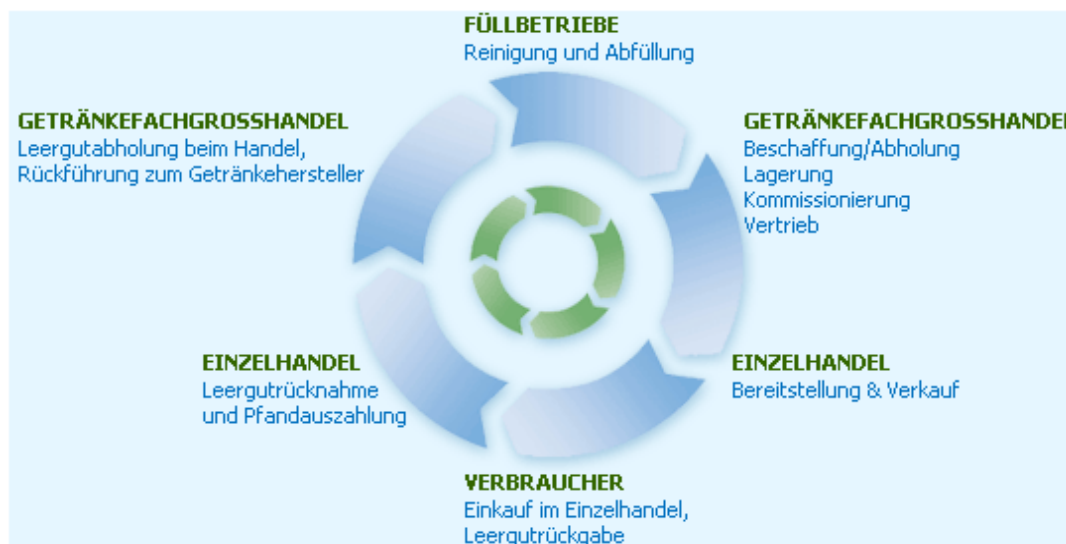 FÜLLBETRIEBE
Reinigung und Abfüllung
GETRÄNKEFACHGROSSHANDEL
Beschaffung/Abholung
Lagerung
Kommissionierung
Vertrieb
EINZELHANDEL
Bereitstellung & Verkauf
VERBRAUCHER
Einkauf im Einzelhandel,
Leergutrückgabe
EINZELHANDEL
Leergutrücknahme
und Pfandauszahlung
GETRÄNKEFACHGROSSHANDEL
Leergutabholung beim Handel,
Rückführung zum Getränkehersteller